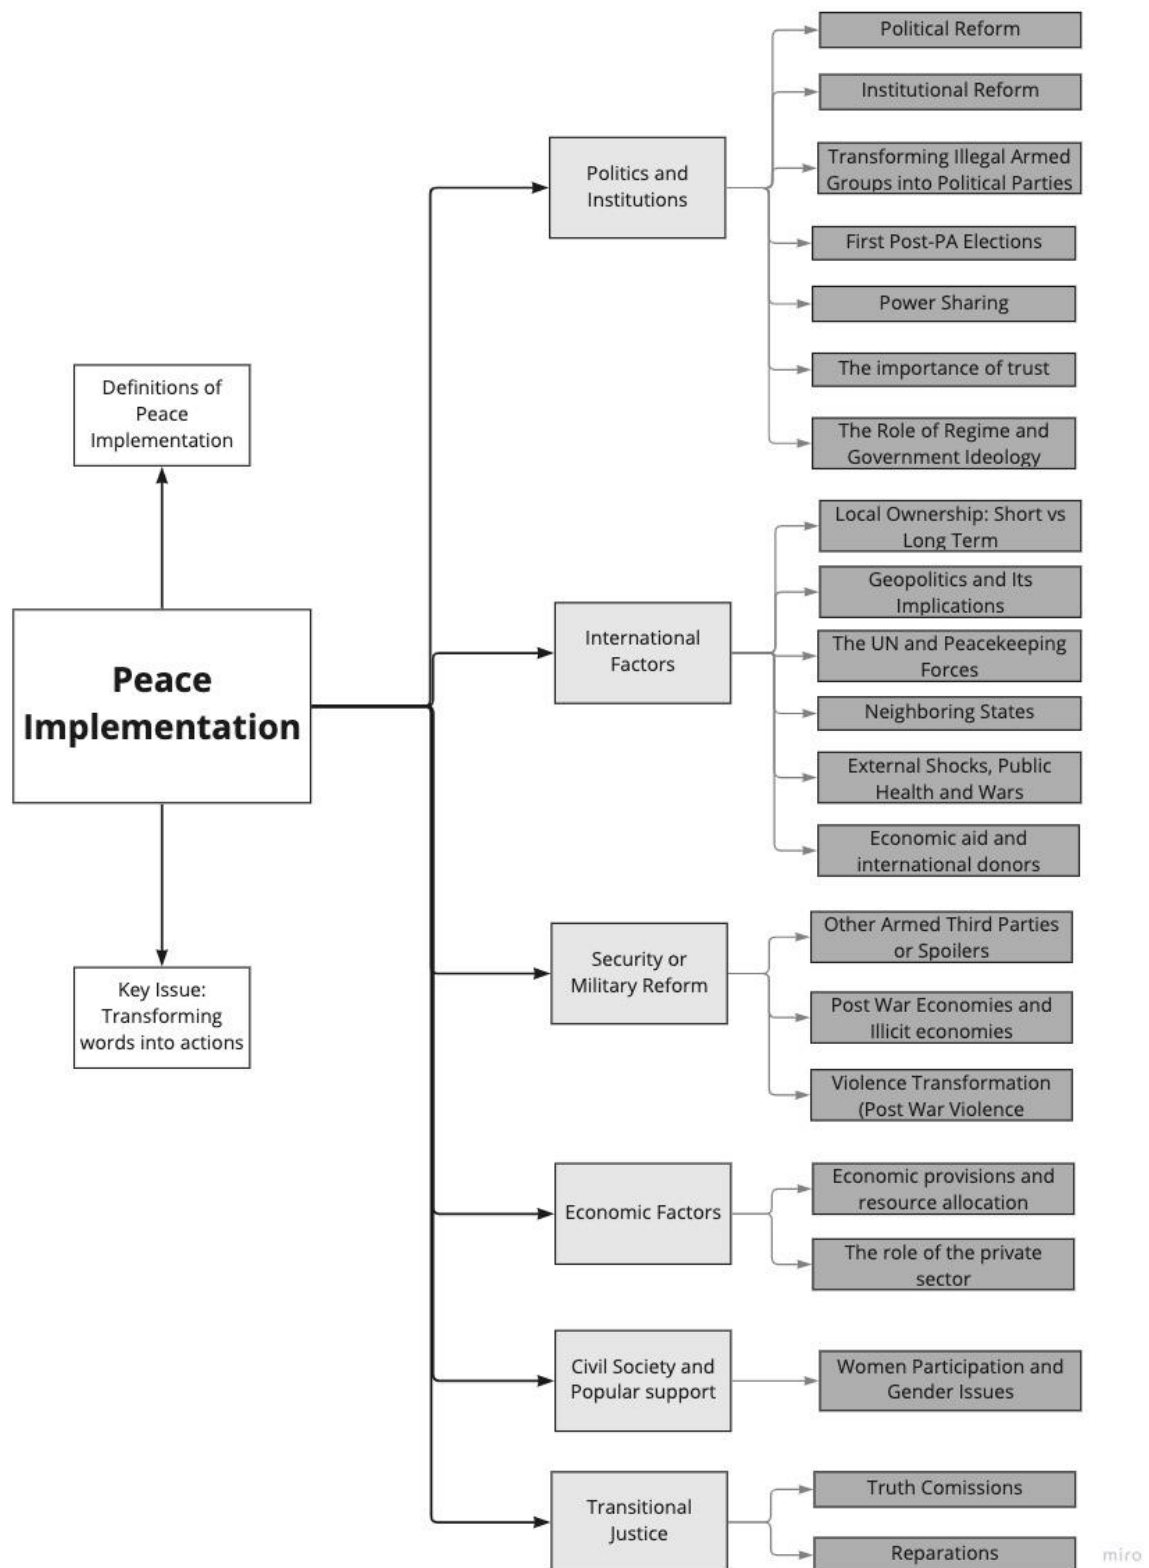 Definitions of
Peace
Implementation
Peace
Implementation
Key Issue:
Transforming
words into actions
Politics and
Institutions
Political Reform
Institutional Reform
Transforming Illegal Armed
Groups into Political Parties
First Post-PA Elections
Power Sharing
The importance of trust
The Role of Regime and
Government Ideology
International
Factors
Local Ownership: Short vs
Long Term
Geopolitics and Its
Implications
The UN and Peacekeeping
Forces
Neighboring States
External Shocks, Public
Health and Wars
Economic aid and
international donors
Security or
Military Reform
Other Armed Third Parties
or Spoilers
Post War Economies and
Illicit economies
Violence Transformation
(Post War Violence
Economic Factors
Economic provisions and
resource allocation
The role of the private
sector
Civil Society and
Popular support
Women Participation and
Gender Issues
Transitional
Justice
Truth Comissions
Reparations
miro